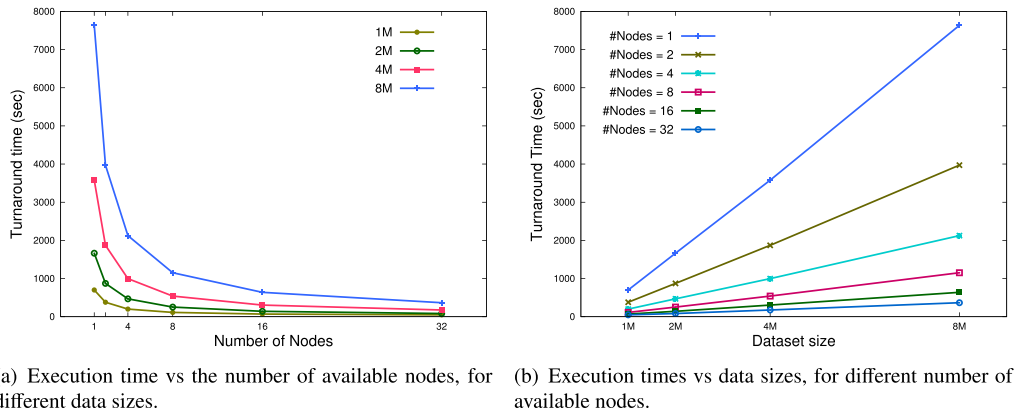 8000
7000
6000
5000
4000
3000
2000
1000
0
Turnaround time (sec)
1M
2M
4M
8M
1 4 8 16 32
Number of Nodes
a) Execution time vs the number of available nodes, for
different data sizes.
8000
7000
6000
5000
4000
3000
2000
1000
0
Turnaround Time (sec)
#Nodes = 1
#Nodes = 2
#Nodes = 4
#Nodes = 8
#Nodes = 16
#Nodes = 32
1M 2M 4M 8M
Dataset size
(b) Execution times vs data sizes, for different number of
available nodes.